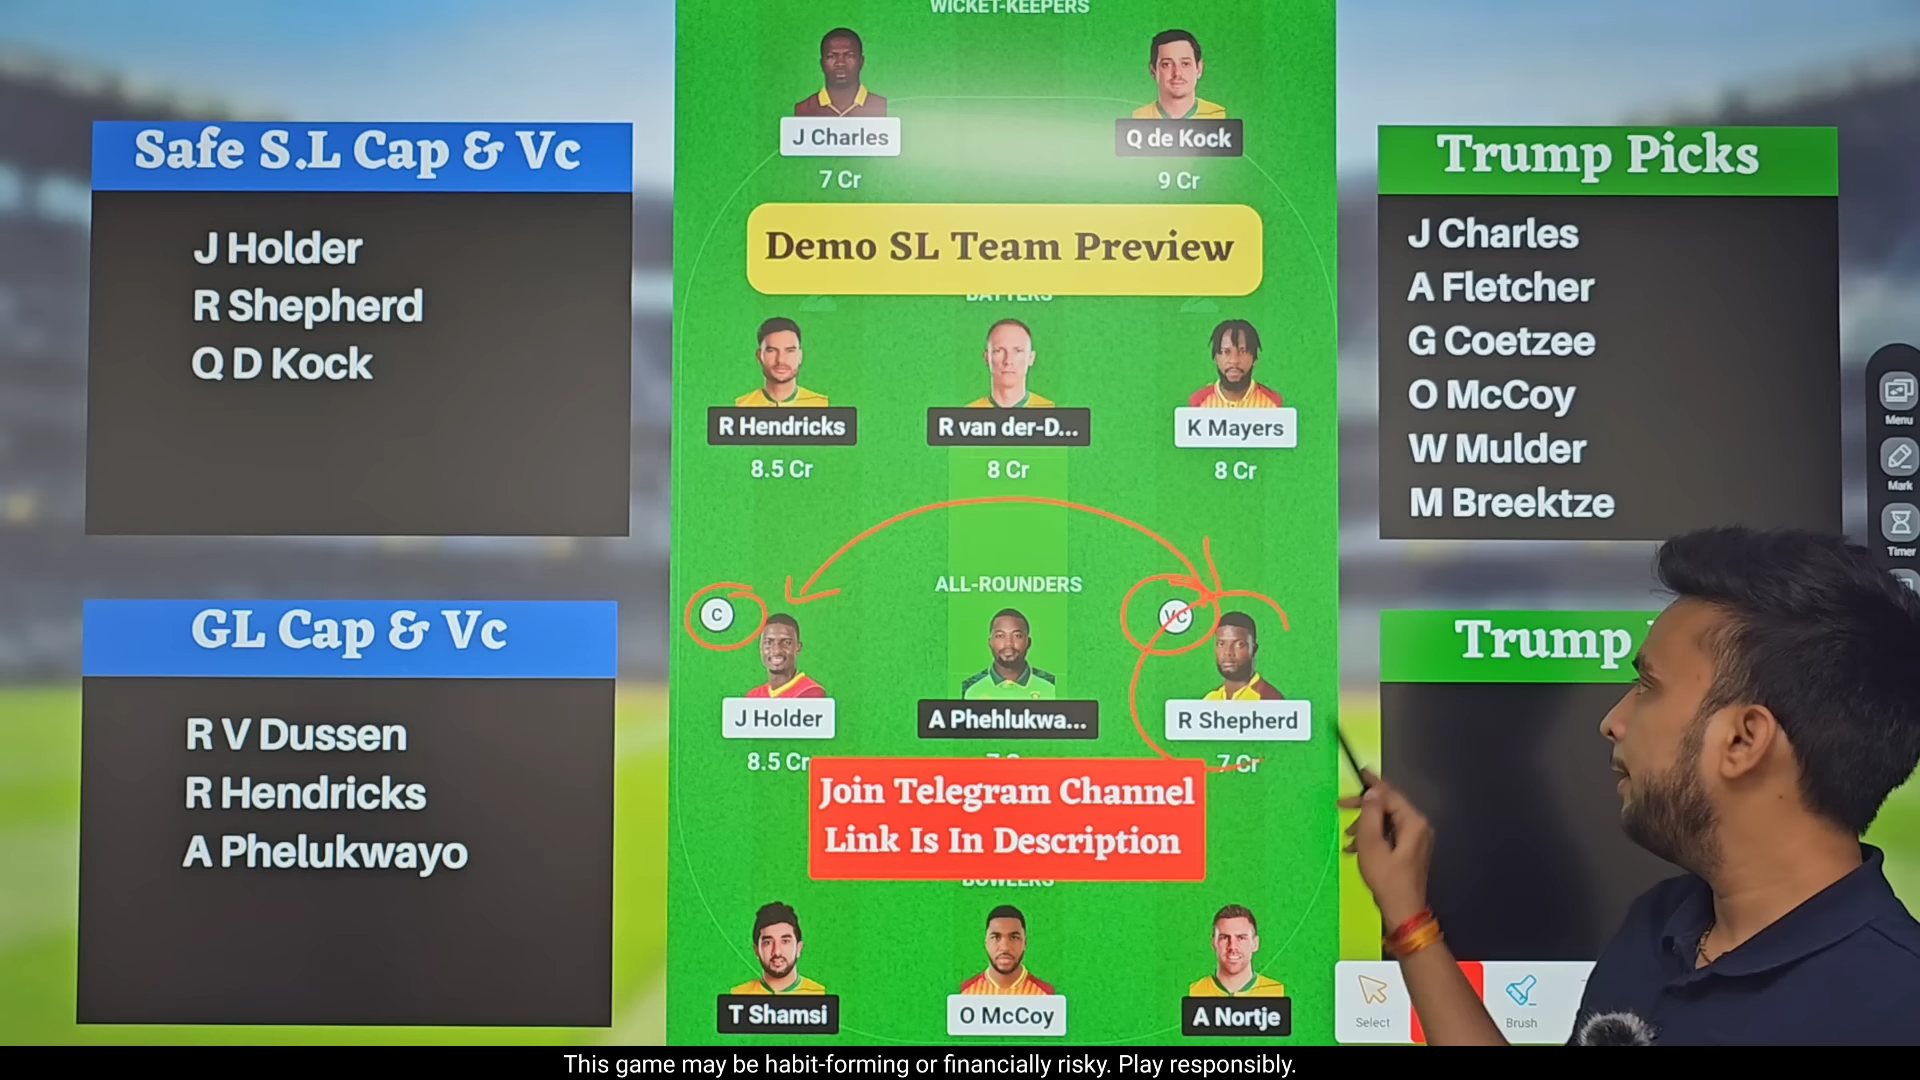 WICKET-KEEPERS
J Charles
Q de Kock
7 Cr
9 Cr
Safe S.L Cap & Vc
J Holder
R Shepherd
Q D Kock
Demo SL Team Preview
BATTERS
R Hendricks
R van der-D...
K Mayers
8.5 Cr
8 Cr
8 Cr
ALL-ROUNDERS
C
VC
J Holder
A Phehlukwa...
R Shepherd
8.5 Cr
7 Cr
Join Telegram Channel
Link Is In Description
BOWLERS
T Shamsi
O McCoy
A Nortje
GL Cap & Vc
R V Dussen
R Hendricks
A Phelukwayo
Trump Picks
J Charles
A Fletcher
G Coetzee
O McCoy
W Mulder
M Breektze
Trump
Menu
Mark
Timer
Select
Brush
This game may be habit-forming or financially risky. Play responsibly.